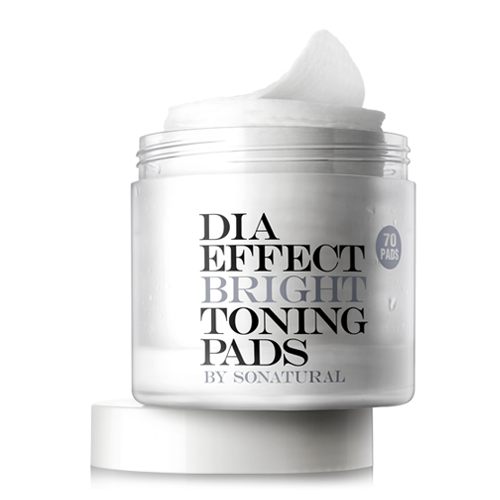 DIA
EFFECT
BRIGHT
TONING
PADS
BY SONATURAL
70
PADS